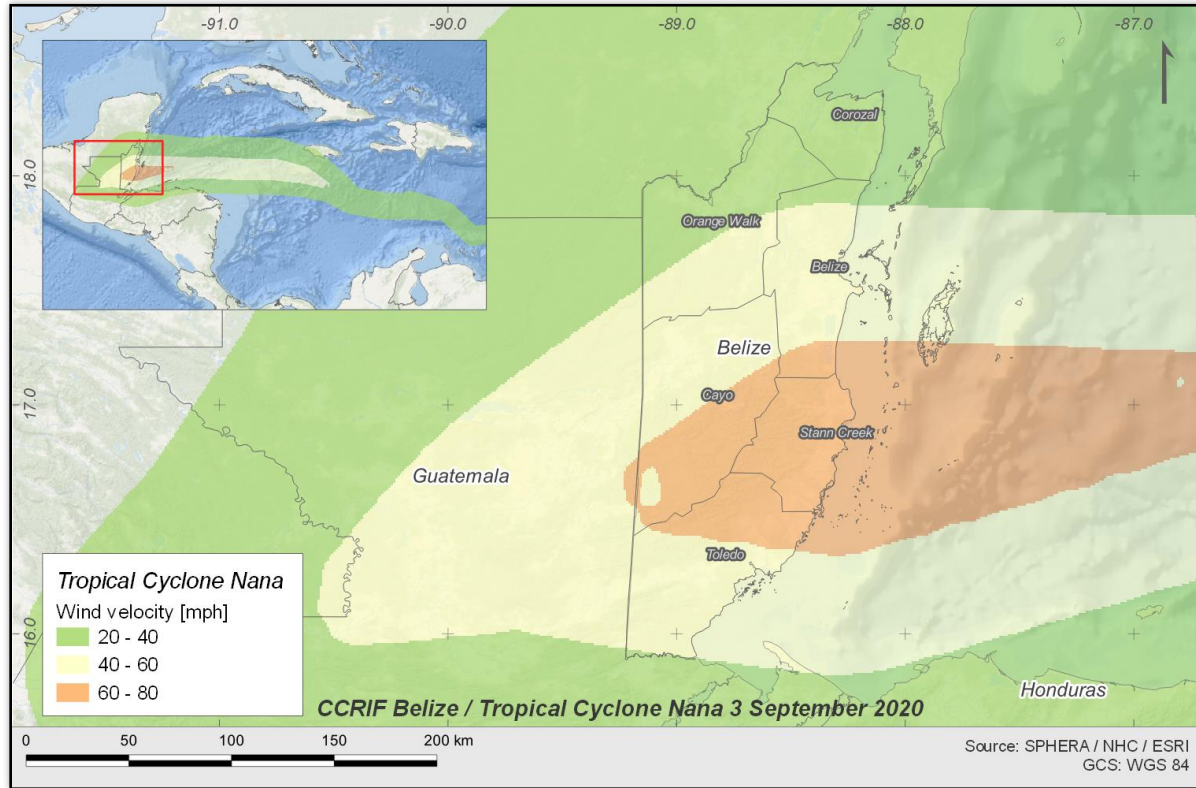 -91.0
-90.0
-89.0
-88.0
-87.0
18.0
17.0
16.0
Corozal
Orange Walk
Belize
Belize
Cayo
Stann Creek
Guatemala
Toledo
Honduras
Tropical Cyclone Nana
Wind velocity [mph]
20 - 40
40 - 60
60 - 80
CCRIF Belize / Tropical Cyclone Nana 3 September 2020
0 50 100 150 200 km
Source: SPHERA / NHC / ESRI
GCS: WGS 84